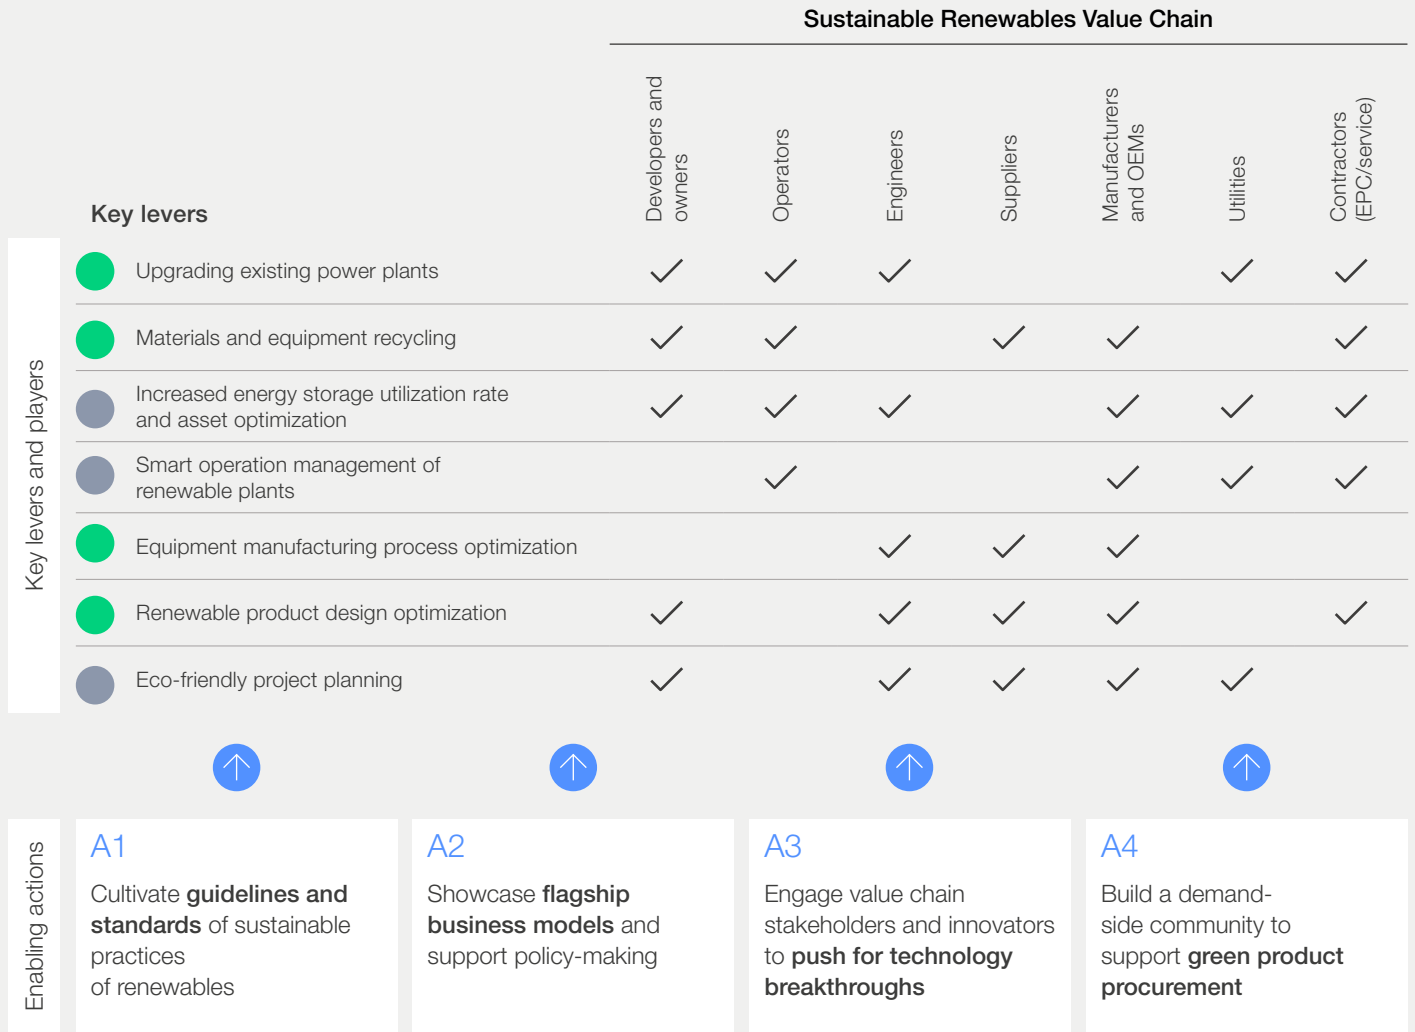 Sustainable Renewables Value Chain
Key levers
Developers and
owners
Operators
Engineers
Suppliers
Manufacturers
and OEMs
Utilities
Contractors
(EPC/service)
Key levers and players
Upgrading existing power plants
Materials and equipment recycling
Increased energy storage utilization rate
and asset optimization
Smart operation management of
renewable plants
Equipment manufacturing process optimization
Renewable product design optimization
Eco-friendly project planning
Enabling actions
A1
Cultivate guidelines and
standards of sustainable
practices
of renewables
A2
Showcase flagship
business models and
support policy-making
A3
Engage value chain
stakeholders and innovators
to push for technology
breakthroughs
A4
Build a demand-
side community to
support green product
procurement